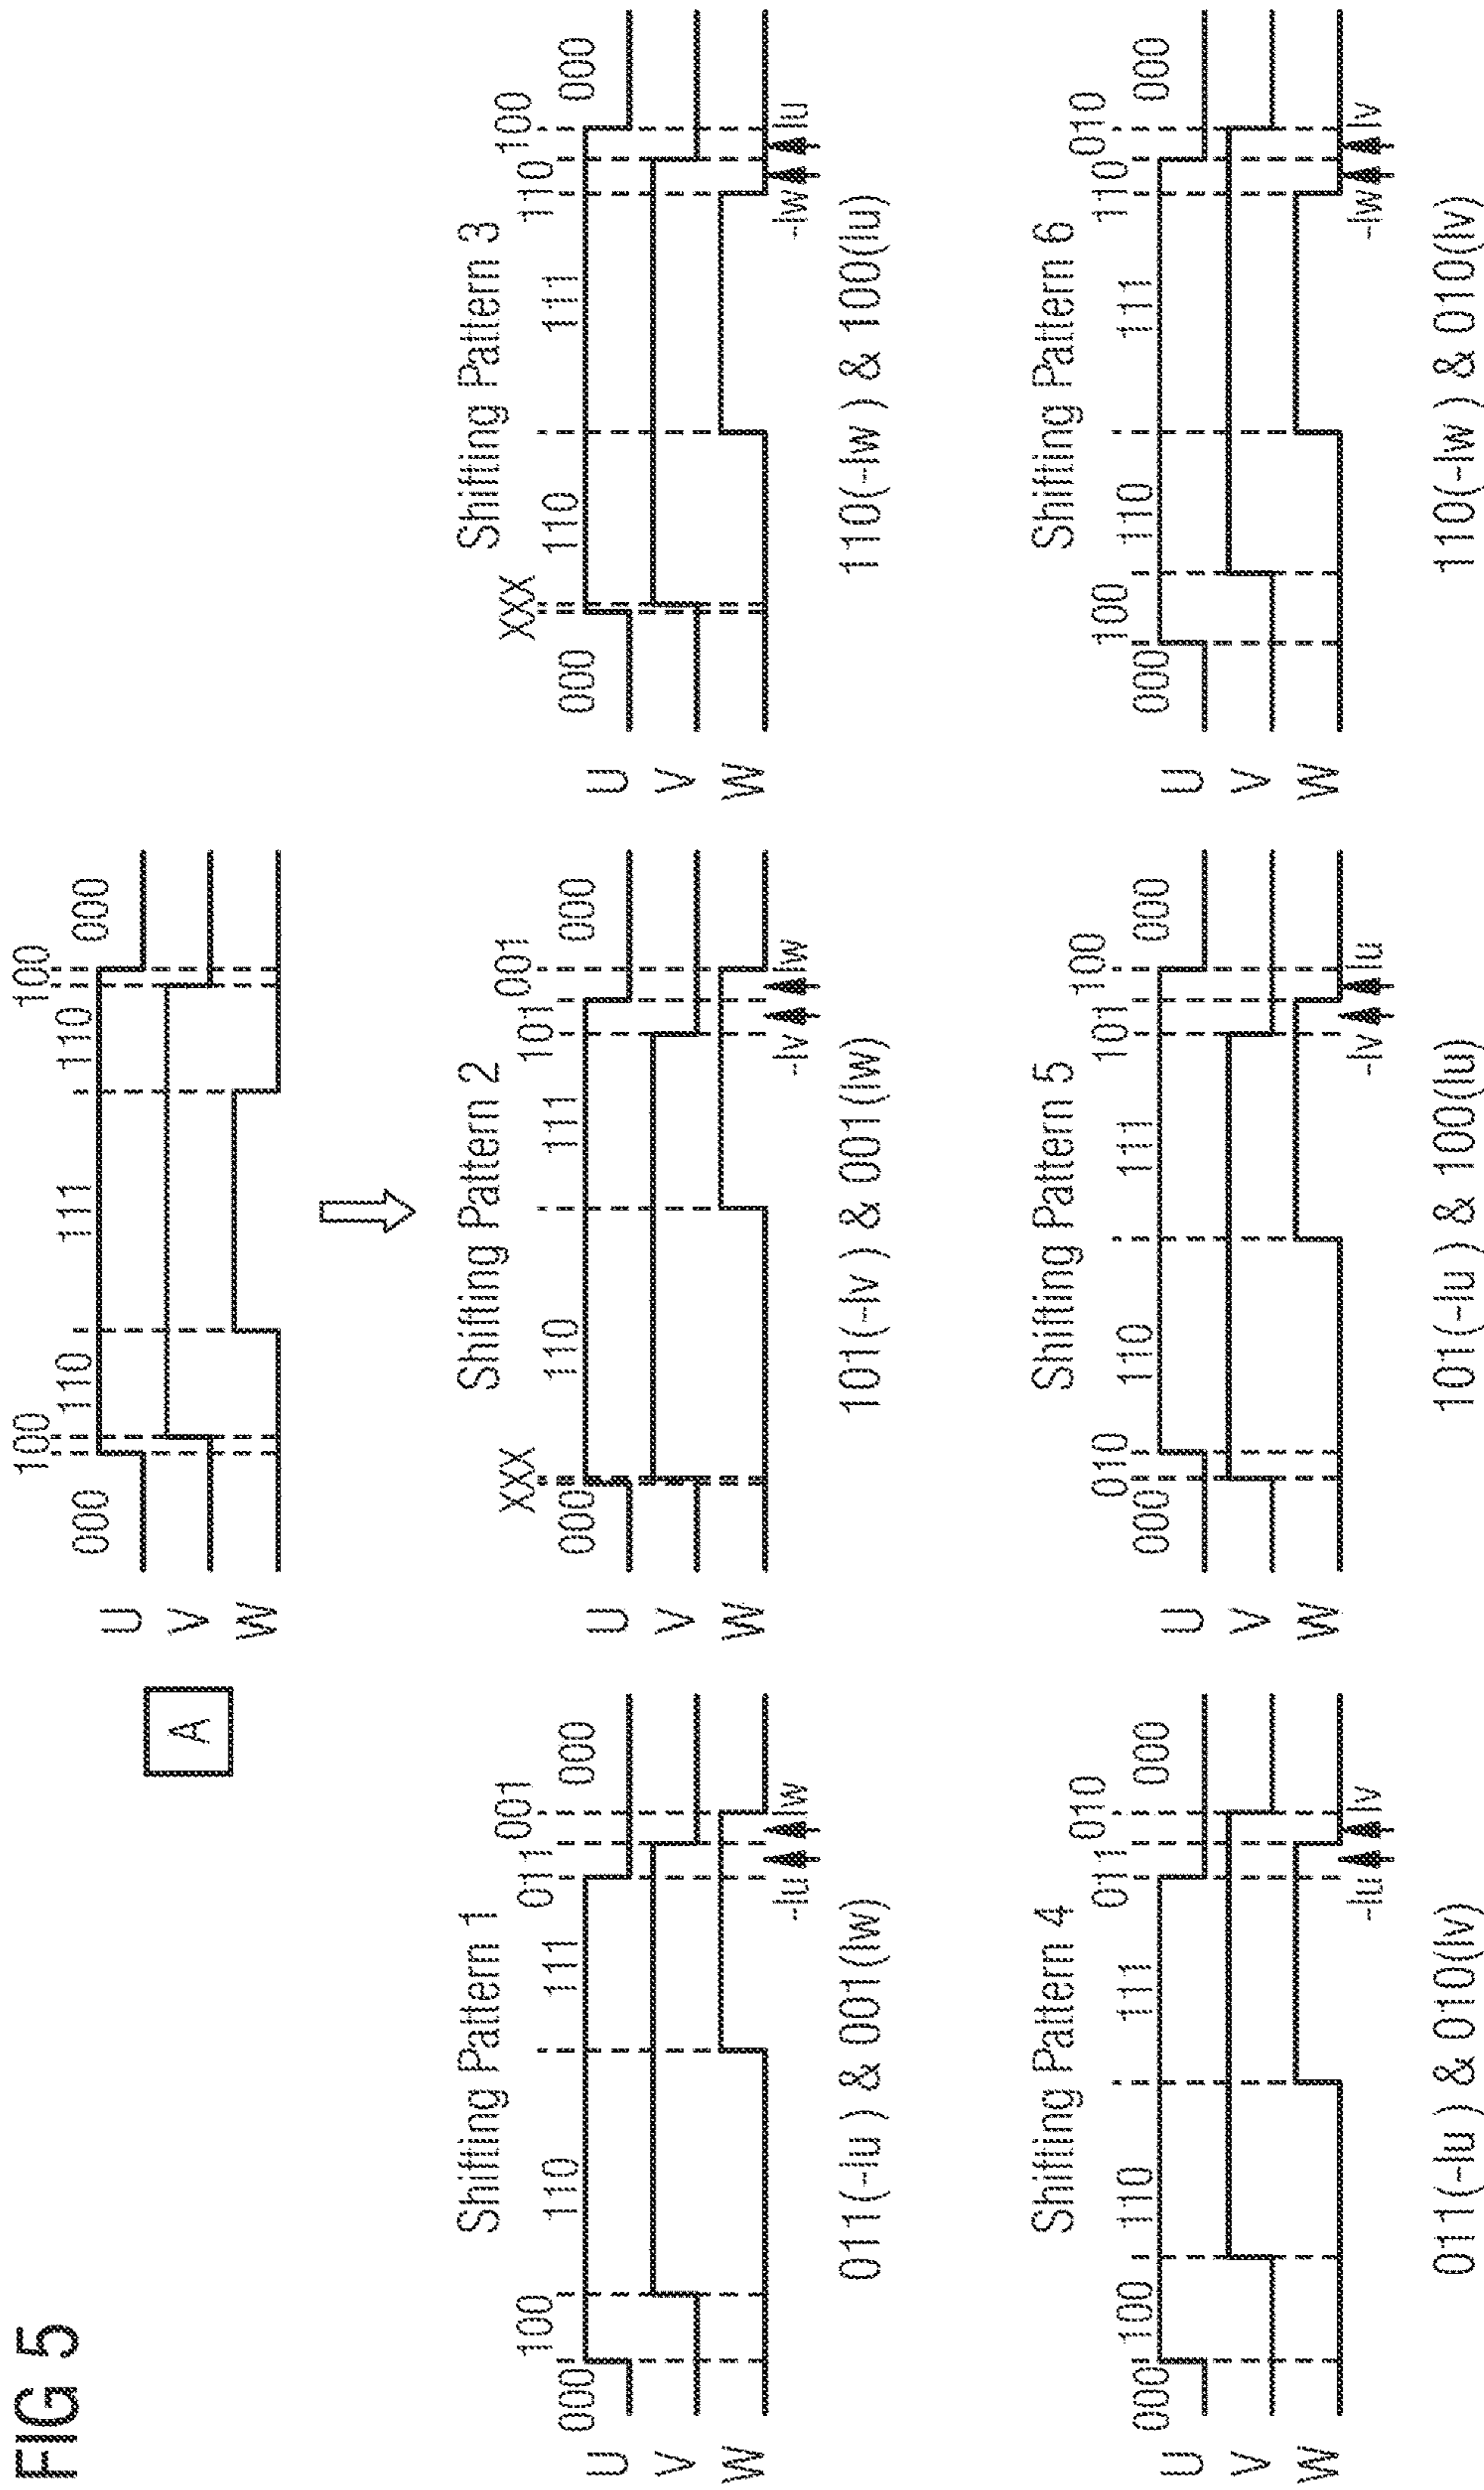 FIG 5
A
100 100
000 110 111 110 000
U
V
W
Shifting Pattern 1
100 011 001
000 110 111 000
U
V
W
-Iu Iw
011(-Iu ) & 001(Iw)
Shifting Pattern 2
XXX 101 001
000 110 111 000
U
V
W
-Iv Iw
101(-Iv ) & 001(Iw)
Shifting Pattern 3
XXX 110 100
000 110 111 000
U
V
W
-Iw Iu
110(-Iw ) & 100(Iu)
Shifting Pattern 4
010
100 110 111 011
000 000
U
V
W
-Iu Iv
011(-Iu ) & 010(Iv)
Shifting Pattern 5
100
010 110 111 101
000 000
U
V
W
-Iv Iu
101(-Iu ) & 100(Iu)
Shifting Pattern 6
010
100 110 111 110
000 000
U
V
W
-Iw Iv
110(-Iw ) & 010(Iv)